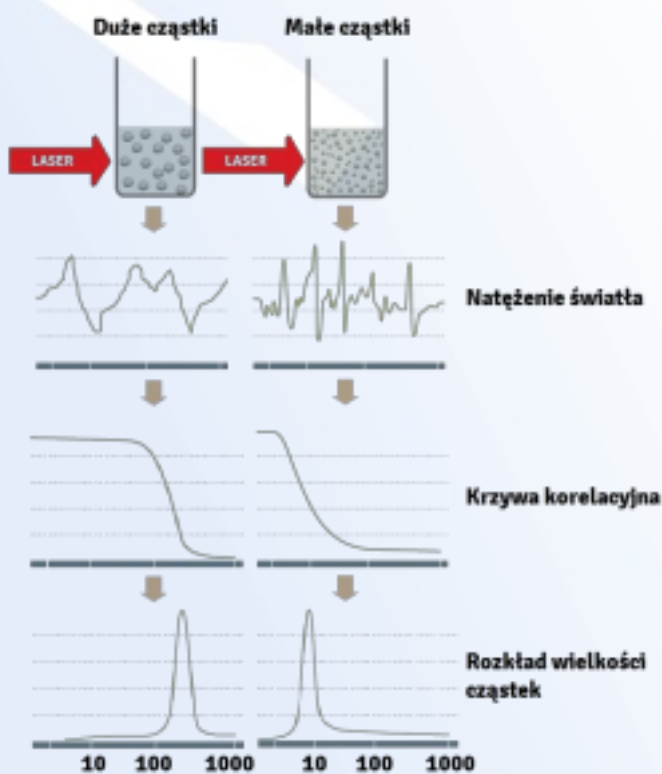 Duże cząstki Małe cząstki
LASER LASER
Natężenie światła
Krzywa korelacyjna
Rozkład wielkości
cząstek
10 100 1000 10 100 1000